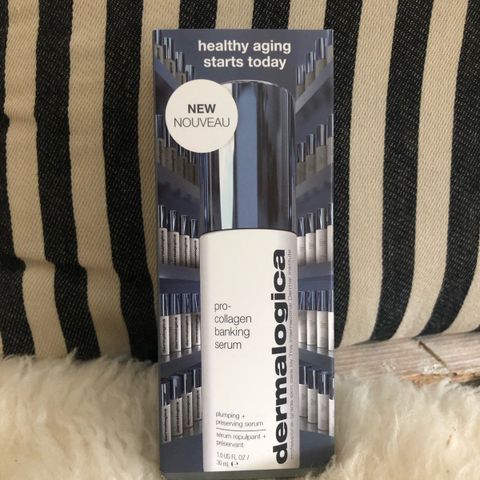 healthy aging
starts today
NEW
NOUVEAU
pro-
collagen
banking
serum
dermalogica
plumping +
preserving serum
sérum repulpant +
préservant
1.0 US FL OZ /
30 mL ℮